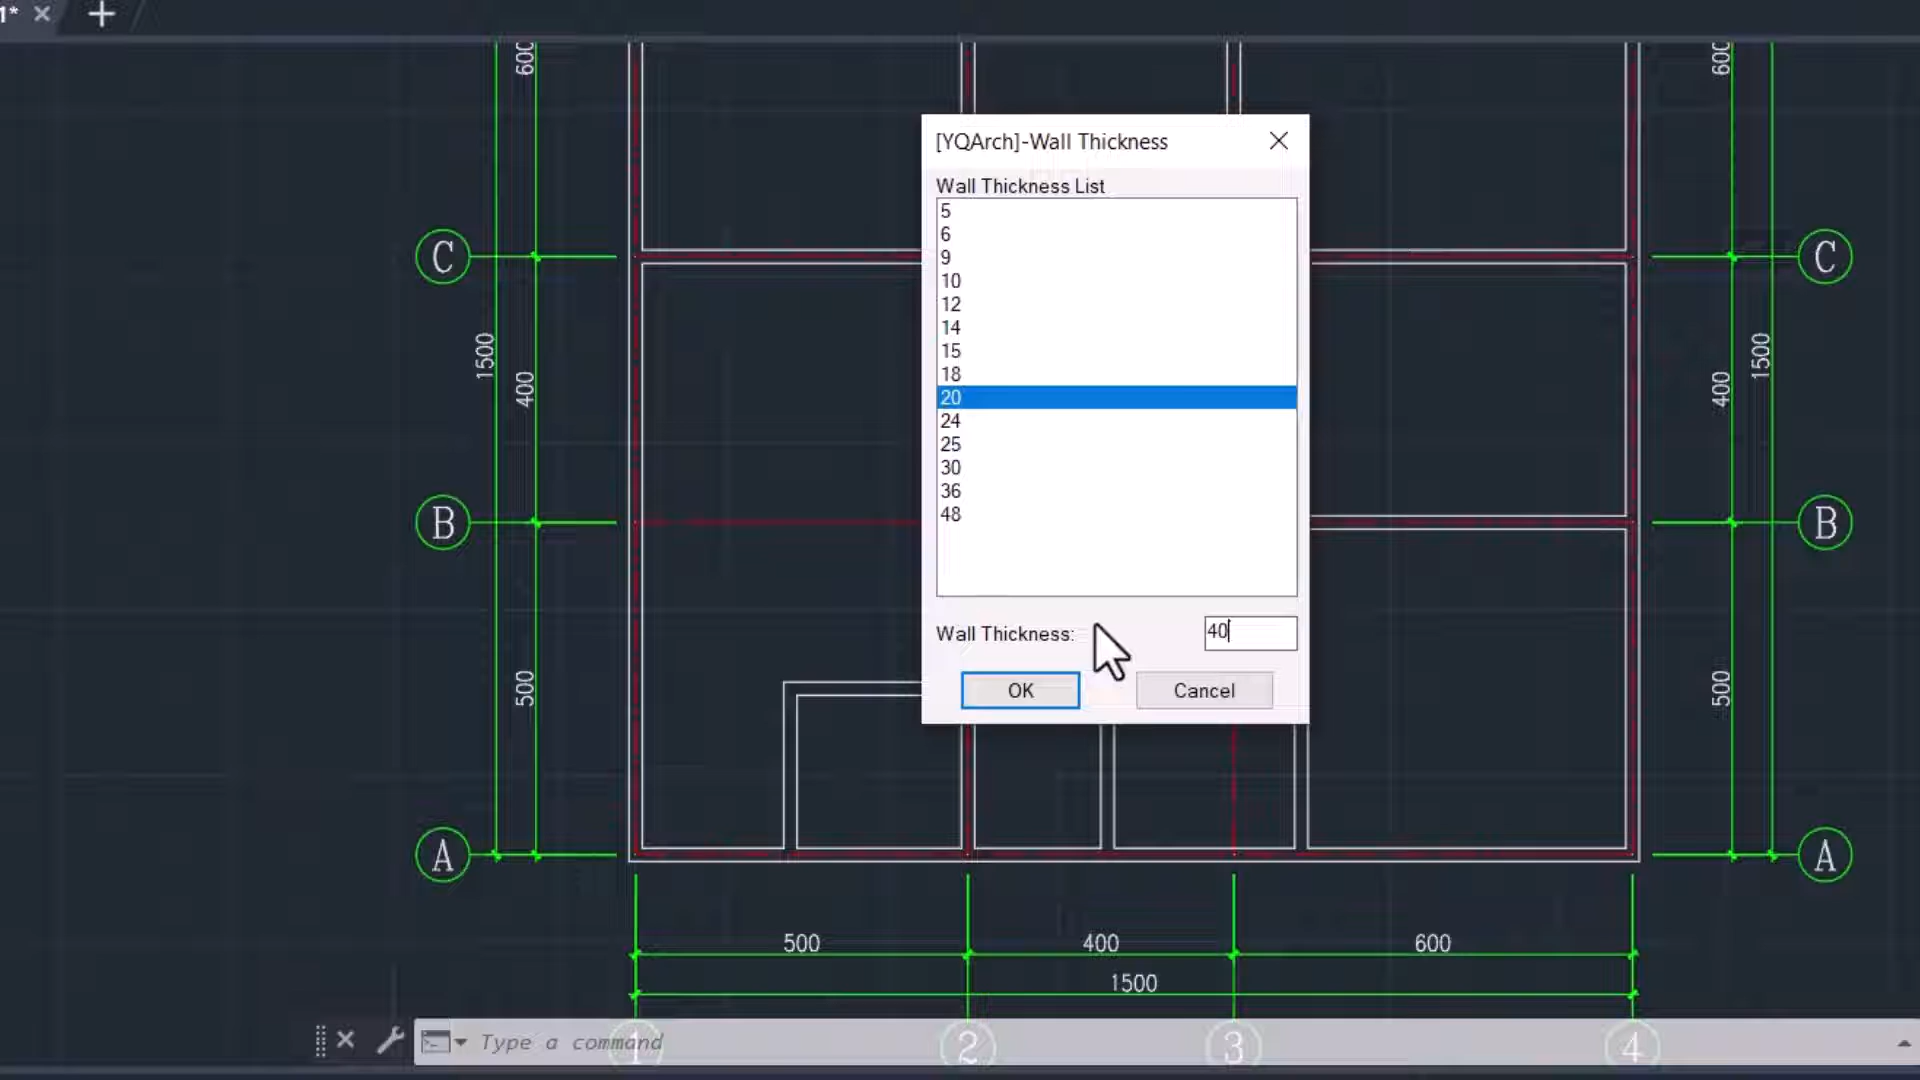 1*
600
600
[YQArch]-Wall Thickness
Wall Thickness List
5
6
9
10
12
14
15
18
20
24
25
30
36
48
Wall Thickness:
40
OK
Cancel
C
C
1500
400
400
1500
B
B
500
500
A
A
500
400
600
1500
Type a command
1
2
3
4